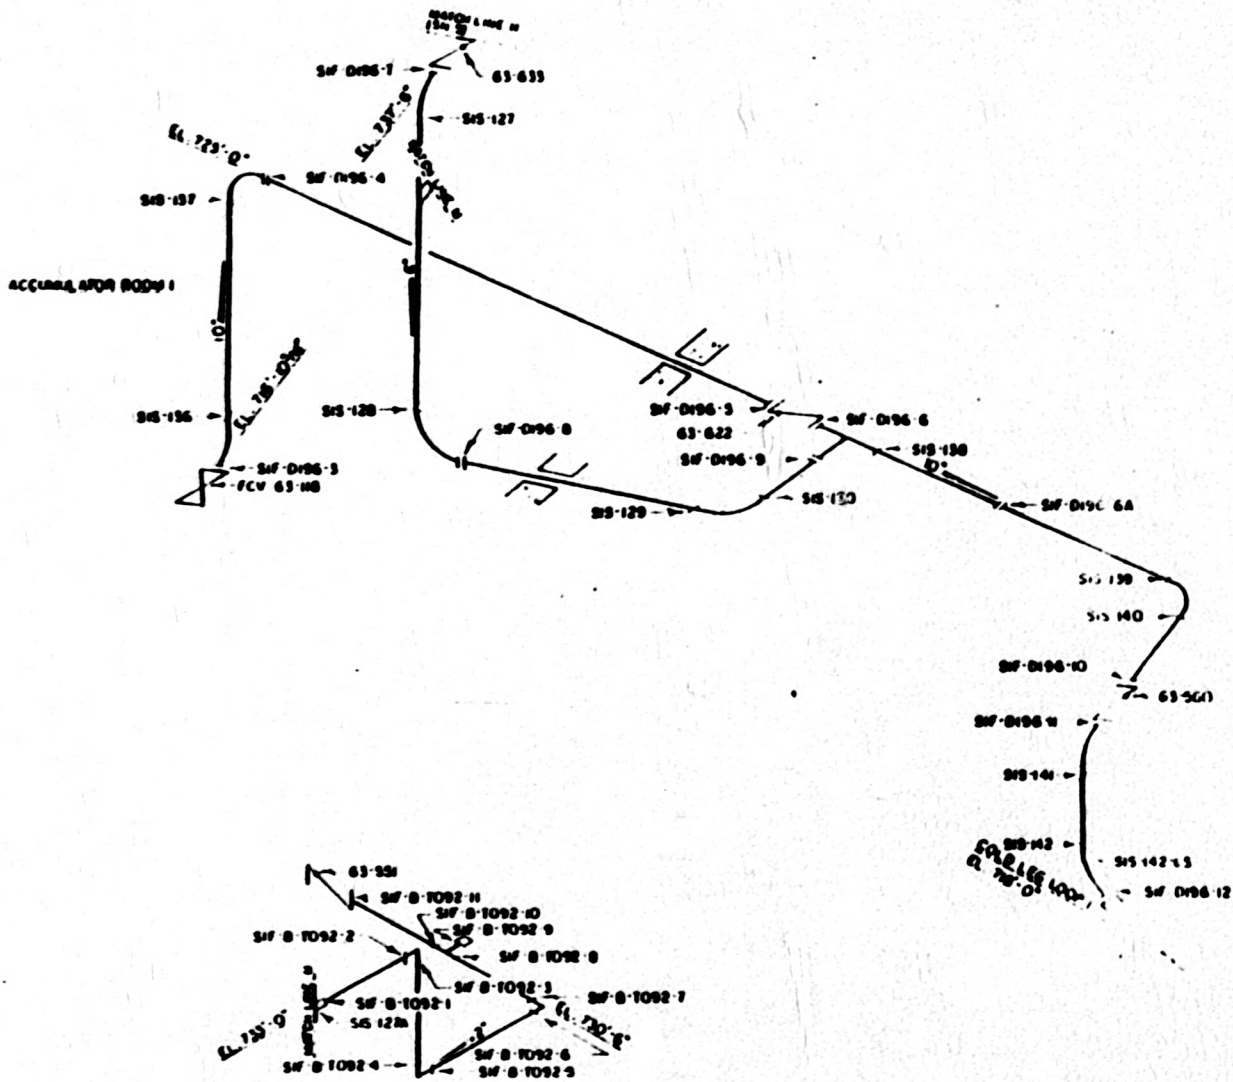 63-633
SIF-D196-7
SIS-127
EL. 723'-0"
SIF-D196-4
SIS-137
ACCUMULATOR ROOM 1
10"
SIS-136
SIS-128
SIF-D196-8
SIF-D196-5
SIF-D196-6
63-622
SIF-D196-9
SIS-138
10"
SIF-D196-3
FCV 63-118
SIS-129
SIS-130
SIF-D196 6A
SIS-139
SIS-140
SIF-D196-10
SIF-D196-11
SIS-141
SIS-142
SIS-142-LS
SIF-D196-12
COLD LEG LOOP
EL. 716'-0"
63-551
SIF-B-T092-11
SIF-B-T092-10
SIF-B-T092-9
SIF-B-T092-2
SIF-B-T092-8
SIF-B-T092-3
SIF-B-T092-7
SIF-B-T092-1
SIS-127A
EL. 733'-0"
2"
SIF-B-T092-6
SIF-B-T092-4
SIF-B-T092-5